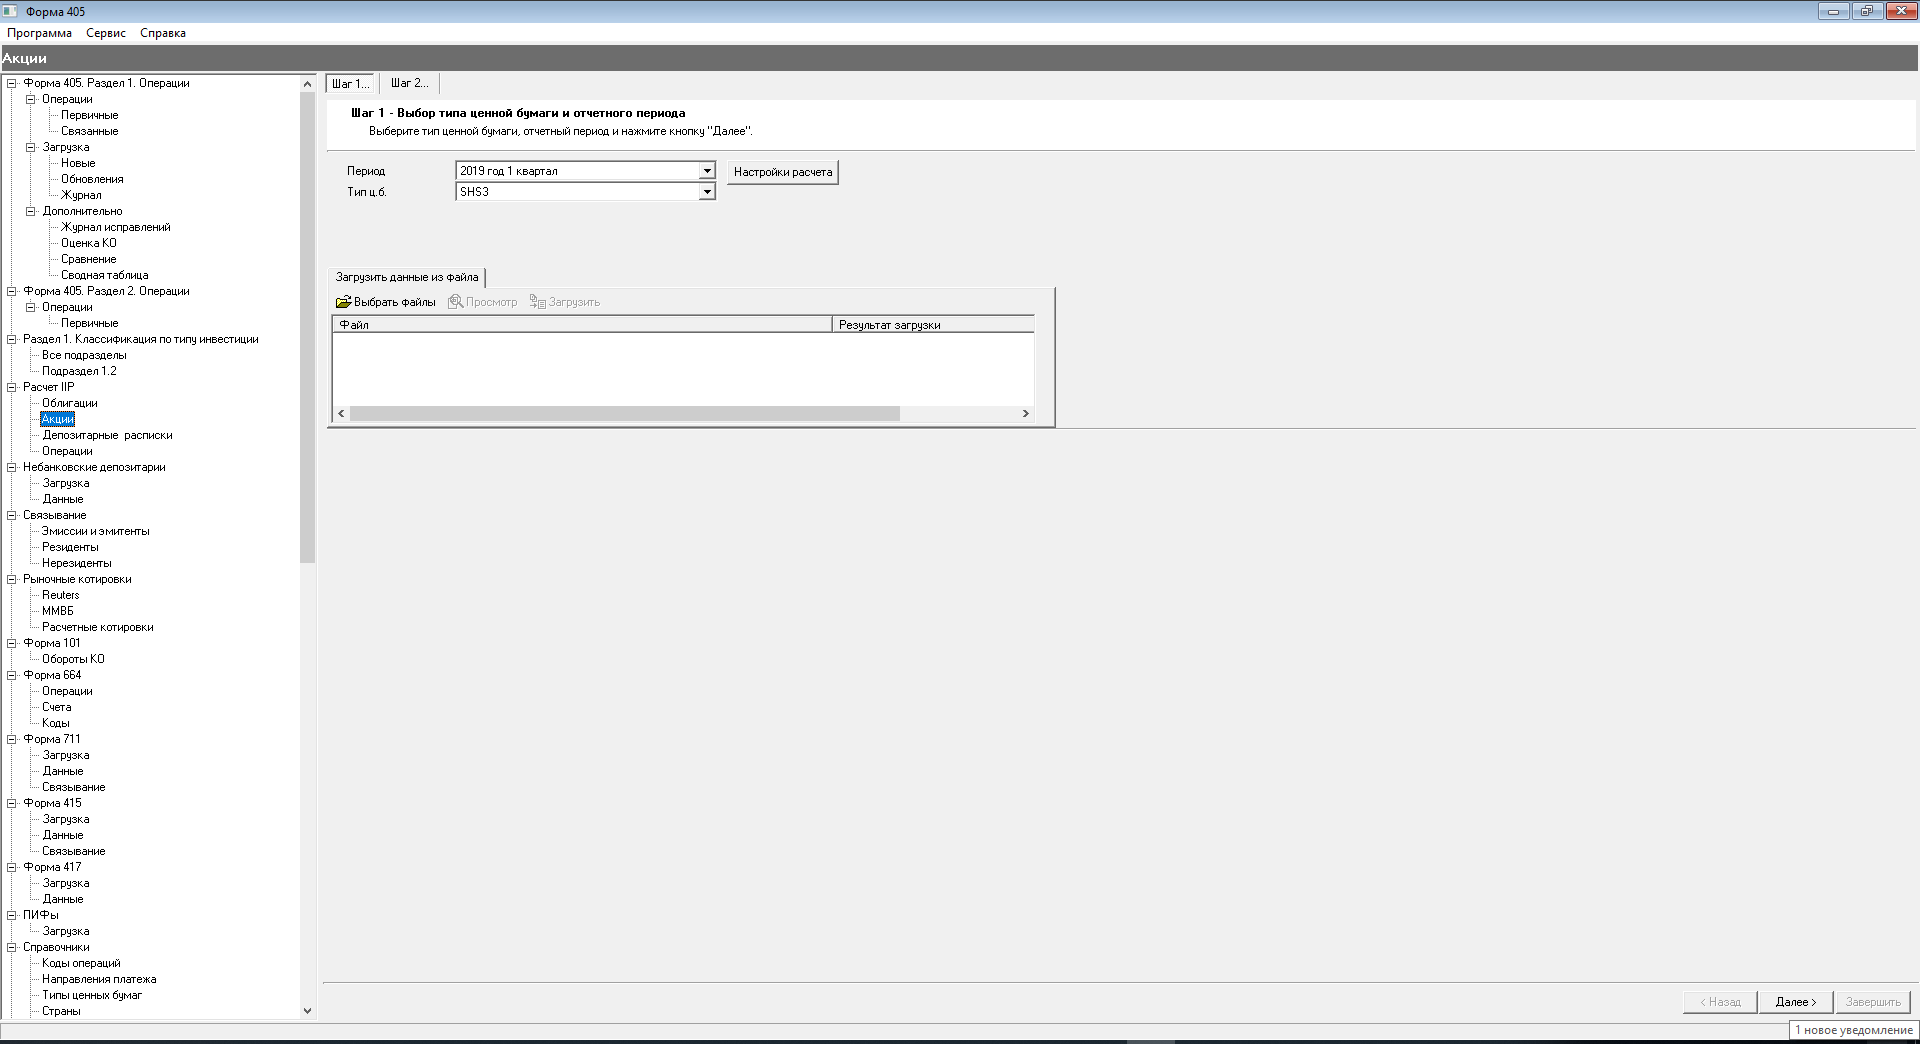 Форма 405
Программа Сервис Справка
Акции
Форма 405. Раздел 1. Операции
Операции
Первичные
Связанные
Загрузка
Новые
Обновления
Журнал
Дополнительно
Журнал исправлений
Оценка КО
Сравнение
Сводная таблица
Форма 405. Раздел 2. Операции
Операции
Первичные
Раздел 1. Классификация по типу инвестиции
Все подразделы
Подраздел 1.2
Расчет IIP
Облигации
Акции
Депозитарные расписки
Операции
Небанковские депозитарии
Загрузка
Данные
Связывание
Эмиссии и эмитенты
Резиденты
Нерезиденты
Рыночные котировки
Reuters
ММВБ
Расчетные котировки
Форма 101
Обороты КО
Форма 664
Операции
Счета
Коды
Форма 711
Загрузка
Данные
Связывание
Форма 415
Загрузка
Данные
Связывание
Форма 417
Загрузка
Данные
ПИФы
Загрузка
Справочники
Коды операций
Направления платежа
Типы ценных бумаг
Страны
Шаг 1... Шаг 2...
Шаг 1 - Выбор типа ценной бумаги и отчетного периода
Выберите тип ценной бумаги, отчетный период и нажмите кнопку "Далее".
Период 2019 год 1 квартал Настройки расчета
Тип ц.б. SHS3
Загрузить данные из файла
Выбрать файлы Просмотр Загрузить
Файл Результат загрузки
< Назад Далее > Завершить
1 новое уведомление